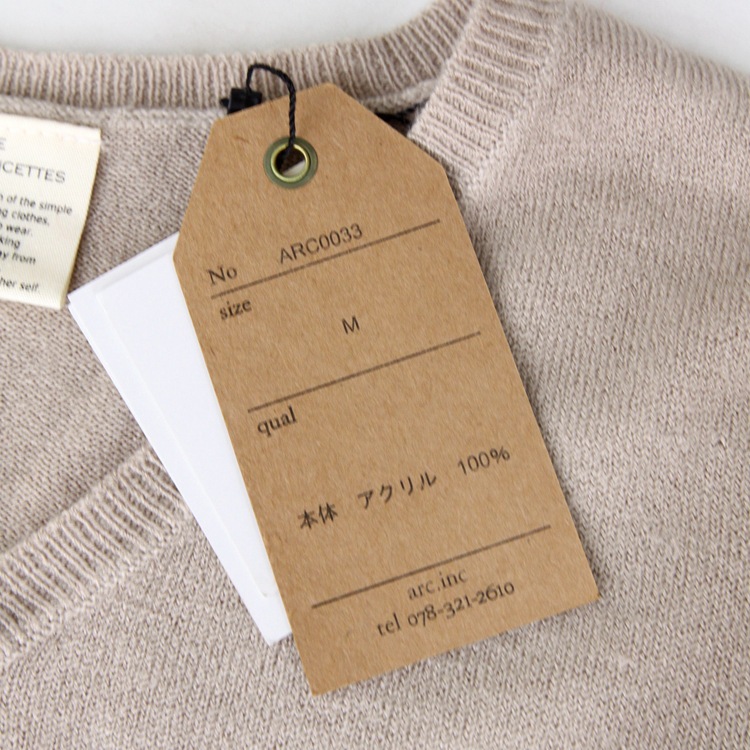 CETTES
of the simple
clothes.
wear.
from
her self.
No ARC0033
size
M
qual
本体 アクリル 100%
arc.inc
tel 078-321-2610